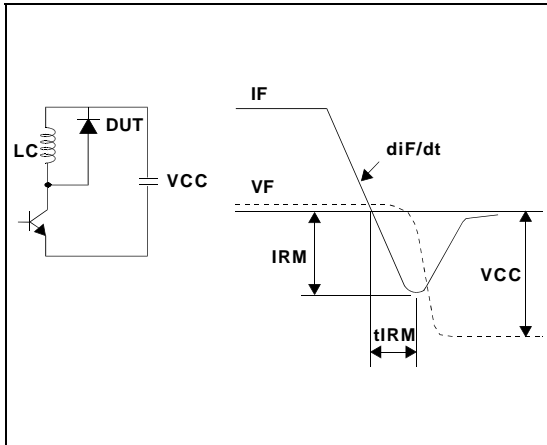 DUT
LC
VCC
IF
diF/dt
VF
IRM
VCC
tIRM